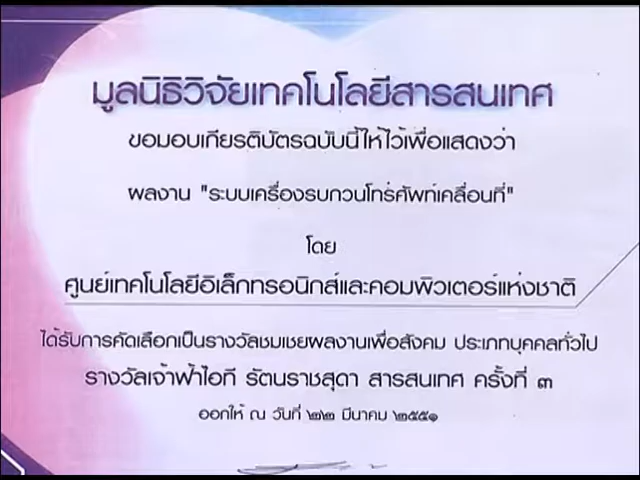 มูลนิธิวิจัยเทคโนโลยีสารสนเทศ
ขอมอบเกียรติบัตรฉบับนี้ให้ไว้เพื่อแสดงว่า
ผลงาน "ระบบเครื่องรบกวนโทรศัพท์เคลื่อนที่"
โดย
ศูนย์เทคโนโลยีอิเล็กทรอนิกส์และคอมพิวเตอร์แห่งชาติ
ได้รับการคัดเลือกเป็นรางวัลชมเชยผลงานเพื่อสังคม ประเภทบุคคลทั่วไป
รางวัลเจ้าฟ้าไอที รัตนราชสุดา สารสนเทศ ครั้งที่ ๓
ออกให้ ณ วันที่ ๒๒ มีนาคม ๒๕๕๑